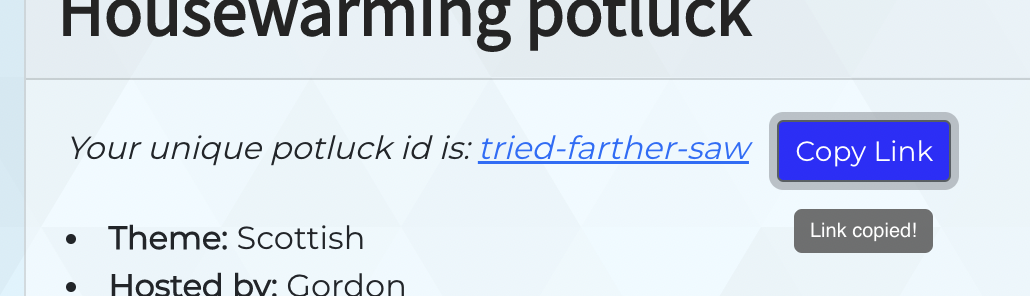 Housewarming potluck
Your unique potluck id is: tried-farther-saw Copy Link
Link copied!
Theme: Scottish
Hosted by: Gordon